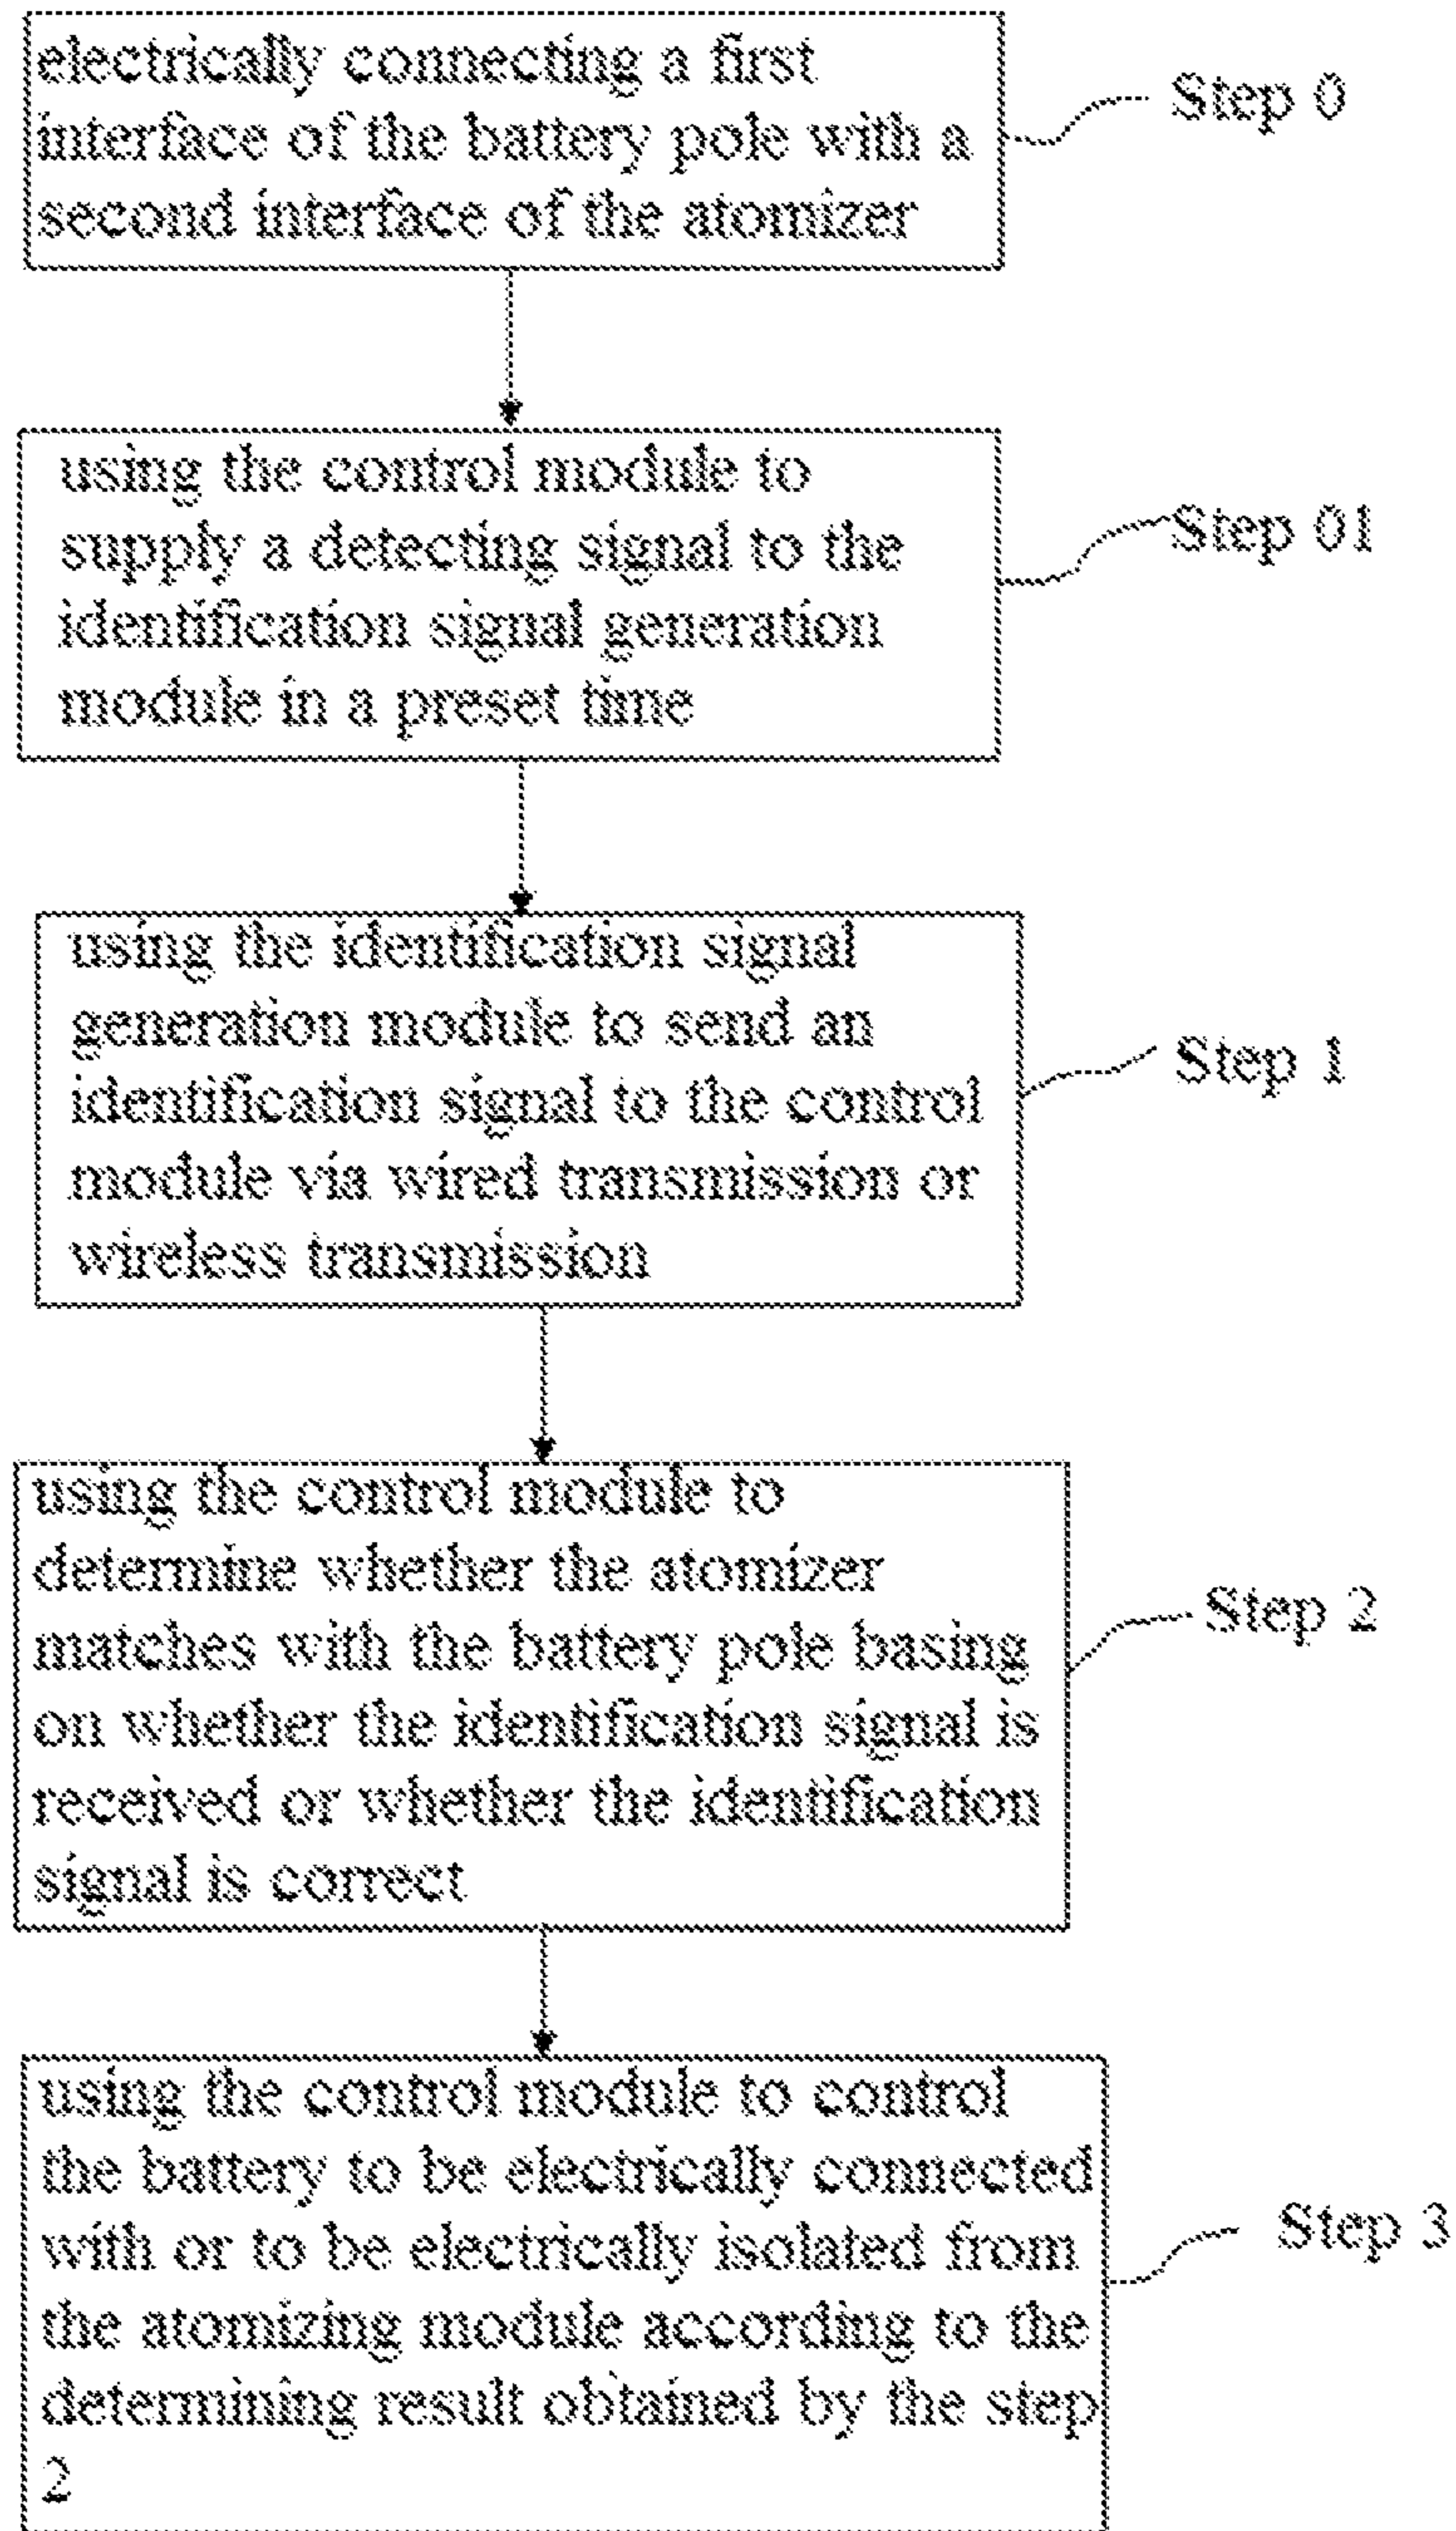 electrically connecting a first
interface of the battery pole with a
second interface of the atomizer
Step 0
using the control module to
supply a detecting signal to the
identification signal generation
module in a preset time
Step 01
using the identification signal
generation module to send an
identification signal to the control
module via wired transmission or
wireless transmission
Step 1
using the control module to
determine whether the atomizer
matches with the battery pole basing
on whether the identification signal is
received or whether the identification
signal is correct
Step 2
using the control module to control
the battery to be electrically connected
with or to be electrically isolated from
the atomizing module according to the
determining result obtained by the step
2
Step 3